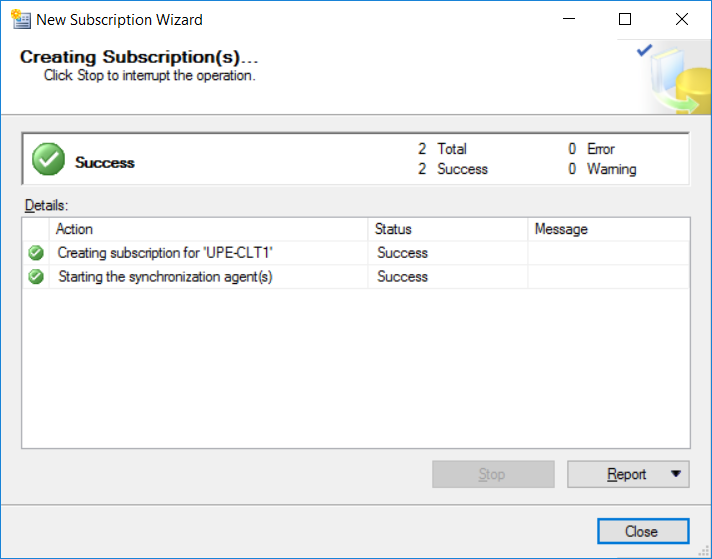 New Subscription Wizard
Creating Subscription(s)...
Click Stop to interrupt the operation.
Success
2 Total
0 Error
2 Success
0 Warning
Details:
Action Status Message
Creating subscription for 'UPE-CLT1' Success
Starting the synchronization agent(s) Success
Stop
Report
Close